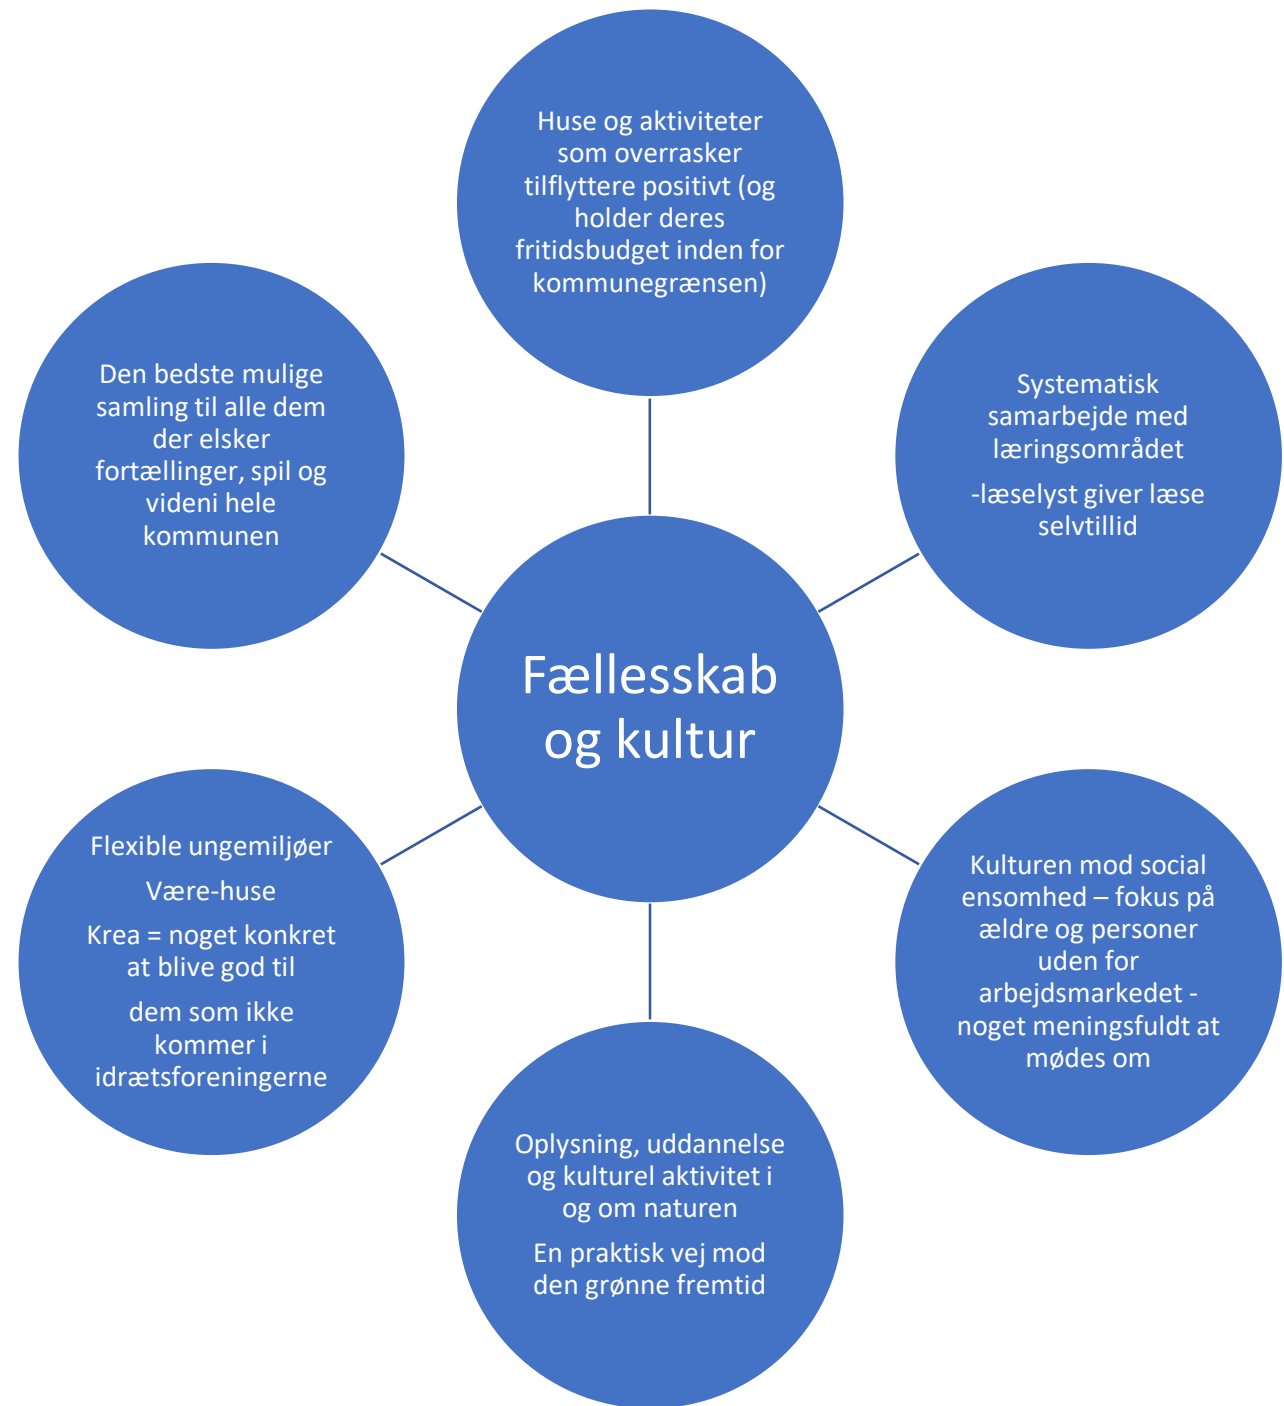 Huse og aktiviteter
som overrasker
tilflyttere positivt (og
holder deres
fritidsbudget inden for
kommunegrænsen)
Systematisk
samarbejde med
læringsområdet
-læselyst giver læse
selvtillid
Kulturen mod social
ensomhed – fokus på
ældre og personer
uden for
arbejdsmarkedet -
noget meningsfuldt at
mødes om
Oplysning, uddannelse
og kulturel aktivitet i
og om naturen
En praktisk vej mod
den grønne fremtid
Flexible ungemiljøer
Være-huse
Krea = noget konkret
at blive god til
dem som ikke
kommer i
idrætsforeningerne
Den bedste mulige
samling til alle dem
der elsker
fortællinger, spil og
videni hele
kommunen
Fællesskab
og kultur